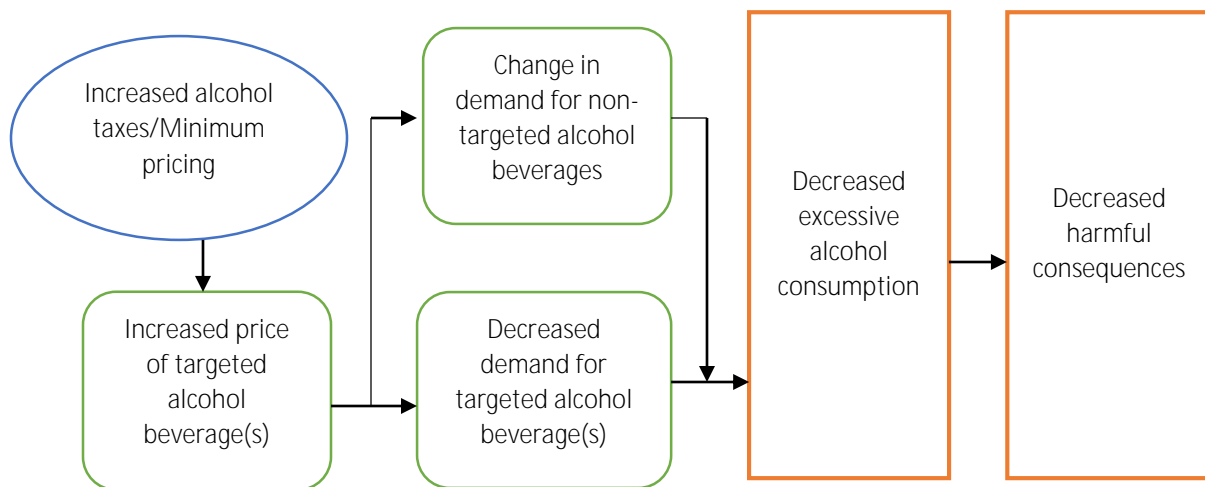 Increased alcohol
taxes/Minimum
pricing
Increased price
of targeted
alcohol
beverage(s)
Change in
demand for non-
targeted alcohol
beverages
Decreased
demand for
targeted alcohol
beverage(s)
Decreased
excessive
alcohol
consumption
Decreased
harmful
consequences